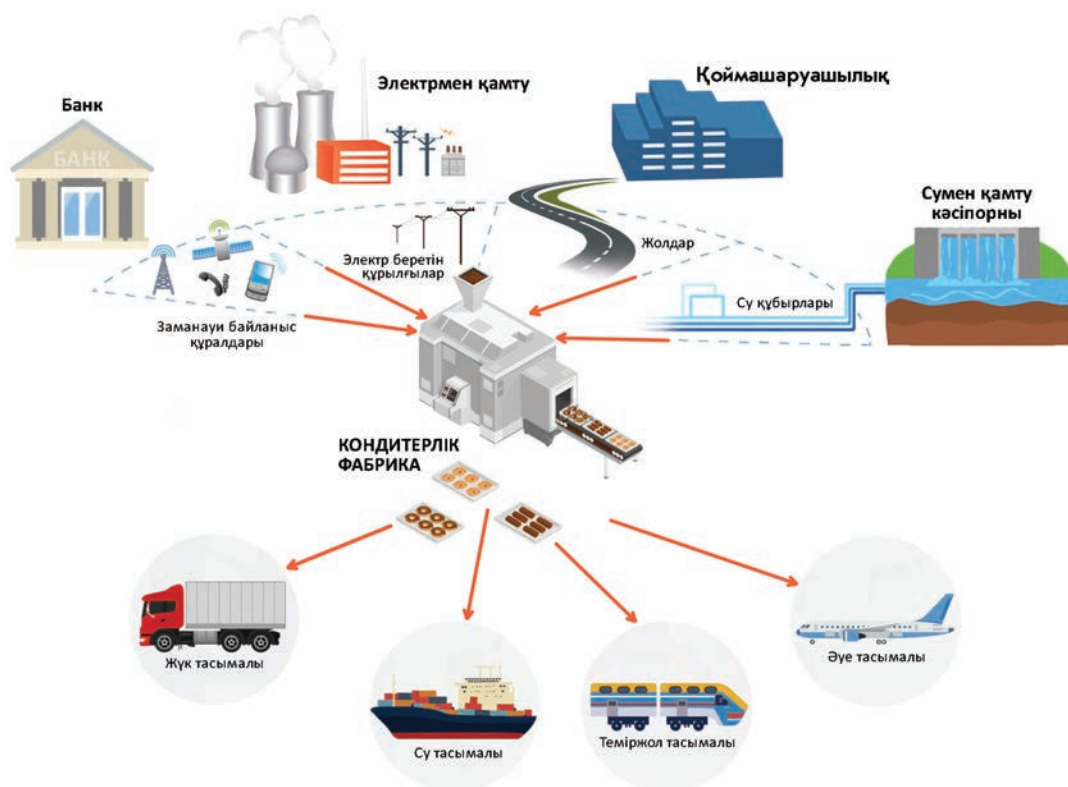 Электрмен қамту
Қоймашаруашылық
Банк
БАНК
Сумен қамту
кәсіпорны
Жолдар
Электр беретін
құрылғылар
Су құбырлары
Заманауи байланыс
құралдары
КОНДИТЕРЛІК
ФАБРИКА
Жүк тасымалы
Әуе тасымалы
Су тасымалы
Теміржол тасымалы